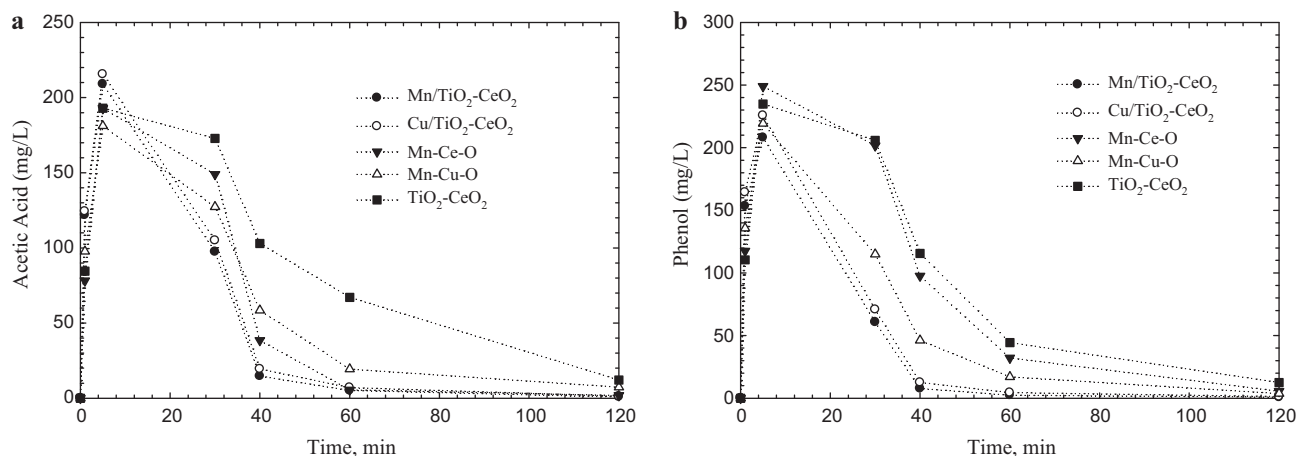 a
250
200
150
100
50
0
Acetic Acid (mg/L)
Mn/TiO₂-CeO₂
Cu/TiO₂-CeO₂
Mn-Ce-O
Mn-Cu-O
TiO₂-CeO₂
0 20 40 60 80 100 120
Time, min
b
300
250
200
150
100
50
0
Phenol (mg/L)
Mn/TiO₂-CeO₂
Cu/TiO₂-CeO₂
Mn-Ce-O
Mn-Cu-O
TiO₂-CeO₂
0 20 40 60 80 100 120
Time, min